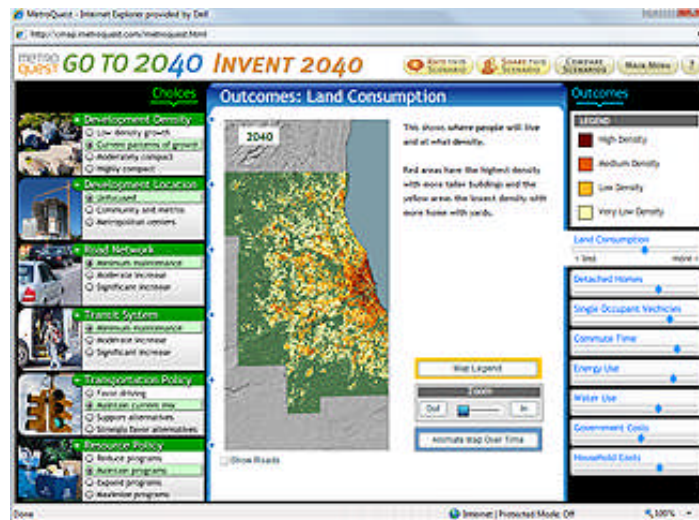 MetroQuest - Internet Explorer provided by Dell
http://cmap.metroquest.com/metroquest.html
metro quest GO TO 2040 INVENT 2040
RATE THIS SCENARIO
SHARE THIS SCENARIO
COMPARE SCENARIOS
MAIN MENU
?
Choices
Development Density
Low density growth
Current patterns of growth
Moderately compact
Highly compact
Development Location
Unfocused
Community and metros
Metropolitan centers
Road Network
Minimum maintenance
Moderate increase
Significant increase
Transit System
Minimum maintenance
Moderate increase
Significant increase
Transportation Policy
Favor driving
Maintain current mix
Support alternatives
Strongly favor alternatives
Resource Policy
Reduce programs
Maintain programs
Expand programs
Maximize programs
Outcomes: Land Consumption
2040
This shows where people will live
and at what density.
Red areas have the highest density
with more taller buildings and the
yellow areas the lowest density with
more home with yards.
Map Legend
Zoom
Out
In
Animate Map Over Time
Show Roads
Outcomes
LEGEND
High Density
Medium Density
Low Density
Very Low Density
Land Consumption
< less
more >
Detached Homes
Single Occupant Vechicles
Commute Time
Energy Use
Water Use
Government Costs
Household Costs
Done
Internet | Protected Mode: Off
100%